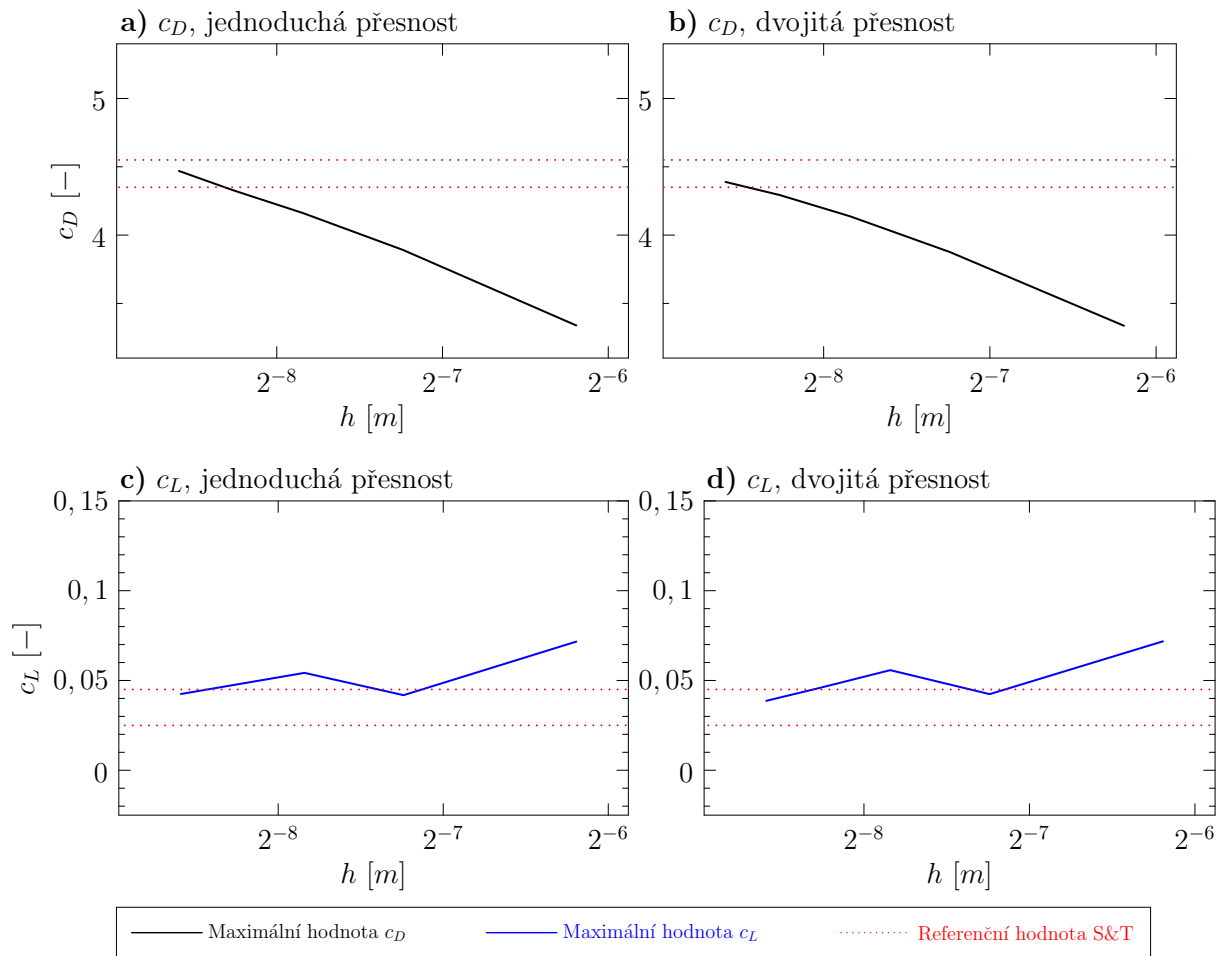 a) c_D, jednoduchá přesnost
b) c_D, dvojitá přesnost
5
4
c_D [−]
2⁻⁸ 2⁻⁷ 2⁻⁶
h [m]
5
4
2⁻⁸ 2⁻⁷ 2⁻⁶
h [m]
c) c_L, jednoduchá přesnost
d) c_L, dvojitá přesnost
0,15
0,1
0,05
0
c_L [−]
2⁻⁸ 2⁻⁷ 2⁻⁶
h [m]
0,15
0,1
0,05
0
2⁻⁸ 2⁻⁷ 2⁻⁶
h [m]
Maximální hodnota c_D
Maximální hodnota c_L
Referenční hodnota S&T